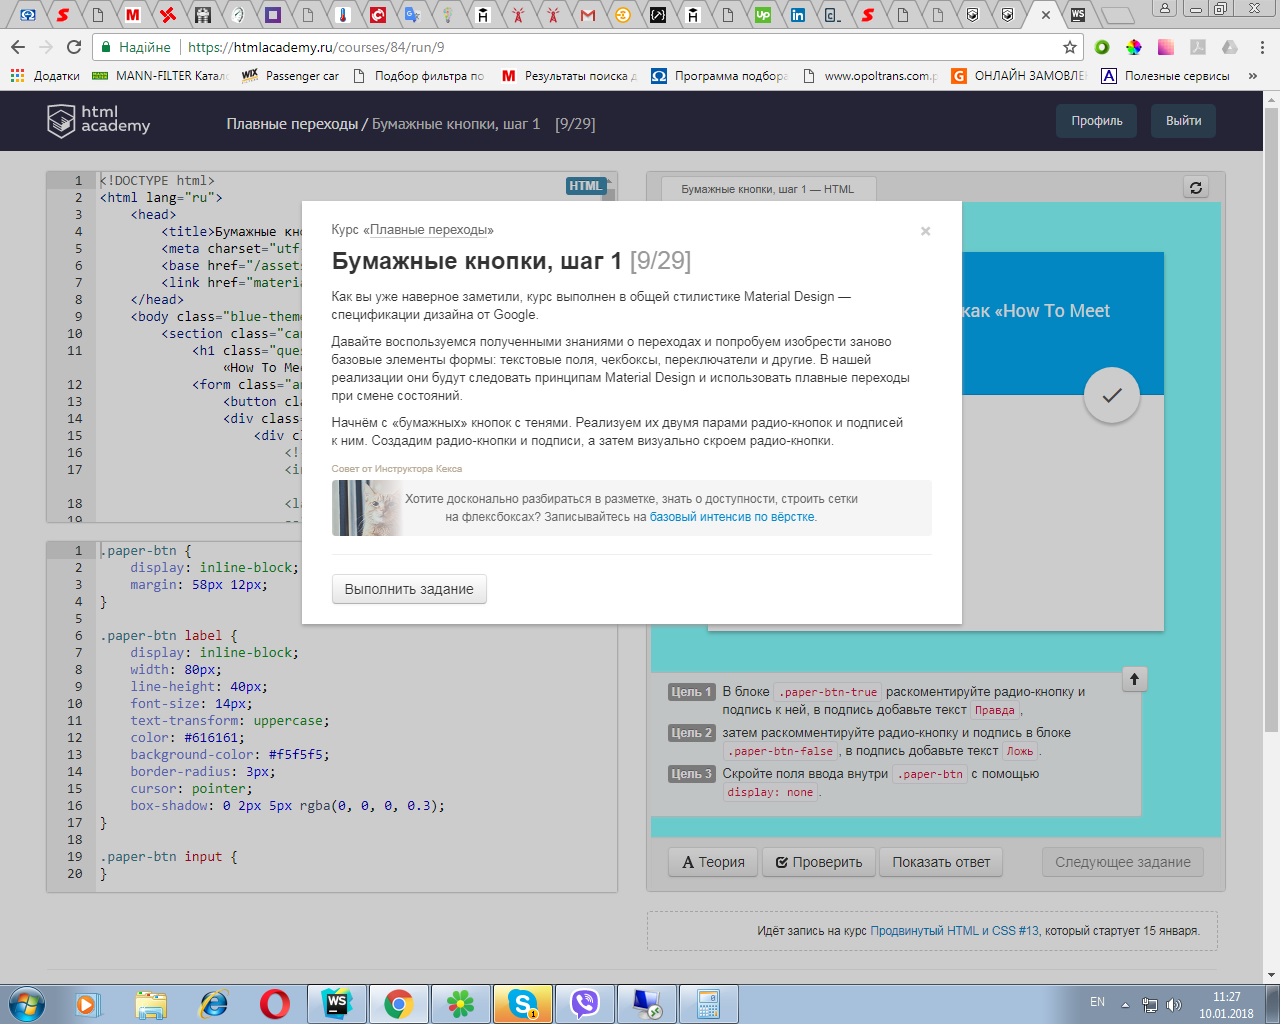 Надійне
https://htmlacademy.ru/courses/84/run/9
Додатки
MANN-FILTER Катало
Passenger car
Подбор фильтра по
Результаты поиска д
Программа подбора
www.opoltrans.com.p
ОНЛАЙН ЗАМОВЛЕ
Полезные сервисы
»
html academy
Плавные переходы / Бумажные кнопки, шаг 1 [9/29]
Профиль
Выйти
HTML
1 <!DOCTYPE html>
2 <html lang="ru">
3 <head>
4 <title>Бумажные кно
5 <meta charset="utf
6 <base href="/assets
7 <link href="materia
8 </head>
9 <body class="blue-them
10 <section class="car
11 <h1 class="ques
«How To Mee
12 <form class="an
13 <button cla
14 <div class=
15 <div cl
16 <!
17 <in
18 <la
19
1 .paper-btn {
2 display: inline-block;
3 margin: 58px 12px;
4 }
5
6 .paper-btn label {
7 display: inline-block;
8 width: 80px;
9 line-height: 40px;
10 font-size: 14px;
11 text-transform: uppercase;
12 color: #616161;
13 background-color: #f5f5f5;
14 border-radius: 3px;
15 cursor: pointer;
16 box-shadow: 0 2px 5px rgba(0, 0, 0, 0.3);
17 }
18
19 .paper-btn input {
20 }
Курс «Плавные переходы»
×
Бумажные кнопки, шаг 1 [9/29]
Как вы уже наверное заметили, курс выполнен в общей стилистике Material Design —
спецификации дизайна от Google.
Давайте воспользуемся полученными знаниями о переходах и попробуем изобрести заново
базовые элементы формы: текстовые поля, чекбоксы, переключатели и другие. В нашей
реализации они будут следовать принципам Material Design и использовать плавные переходы
при смене состояний.
Начнём с «бумажных» кнопок с тенями. Реализуем их двумя парами радио-кнопок и подписей
к ним. Создадим радио-кнопки и подписи, а затем визуально скроем радио-кнопки.
Совет от Инструктора Кекса
Хотите досконально разбираться в разметке, знать о доступности, строить сетки
на флексбоксах? Записывайтесь на базовый интенсив по вёрстке.
Выполнить задание
Бумажные кнопки, шаг 1 — HTML
как «How To Meet
Цель 1 В блоке .paper-btn-true раскоментируйте радио-кнопку и
подпись к ней, в подпись добавьте текст Правда,
Цель 2 затем раскомментируйте радио-кнопку и подпись в блоке
.paper-btn-false, в подпись добавьте текст Ложь.
Цель 3 Скройте поля ввода внутри .paper-btn с помощью
display: none.
A Теория
Проверить
Показать ответ
Следующее задание
Идёт запись на курс Продвинутый HTML и CSS #13, который стартует 15 января.
EN
11:27
10.01.2018